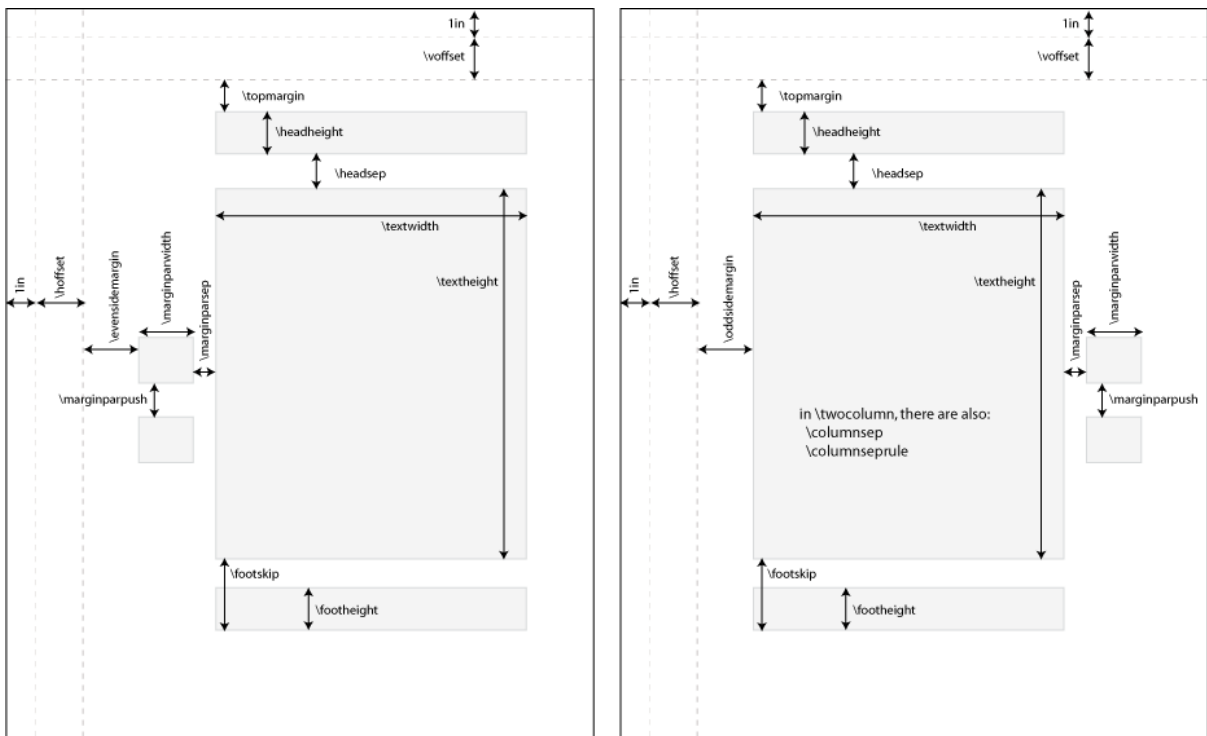 1in
\voffset
\topmargin
\headheight
\headsep
\textwidth
\textheight
1in
\hoffset
\evensidemargin
\marginparwidth
\marginparsep
\marginparpush
\footskip
\footheight
1in
\voffset
\topmargin
\headheight
\headsep
\textwidth
\textheight
1in
\hoffset
\oddsidemargin
\marginparsep
\marginparwidth
\marginparpush
in \twocolumn, there are also:
\columnsep
\columnseprule
\footskip
\footheight